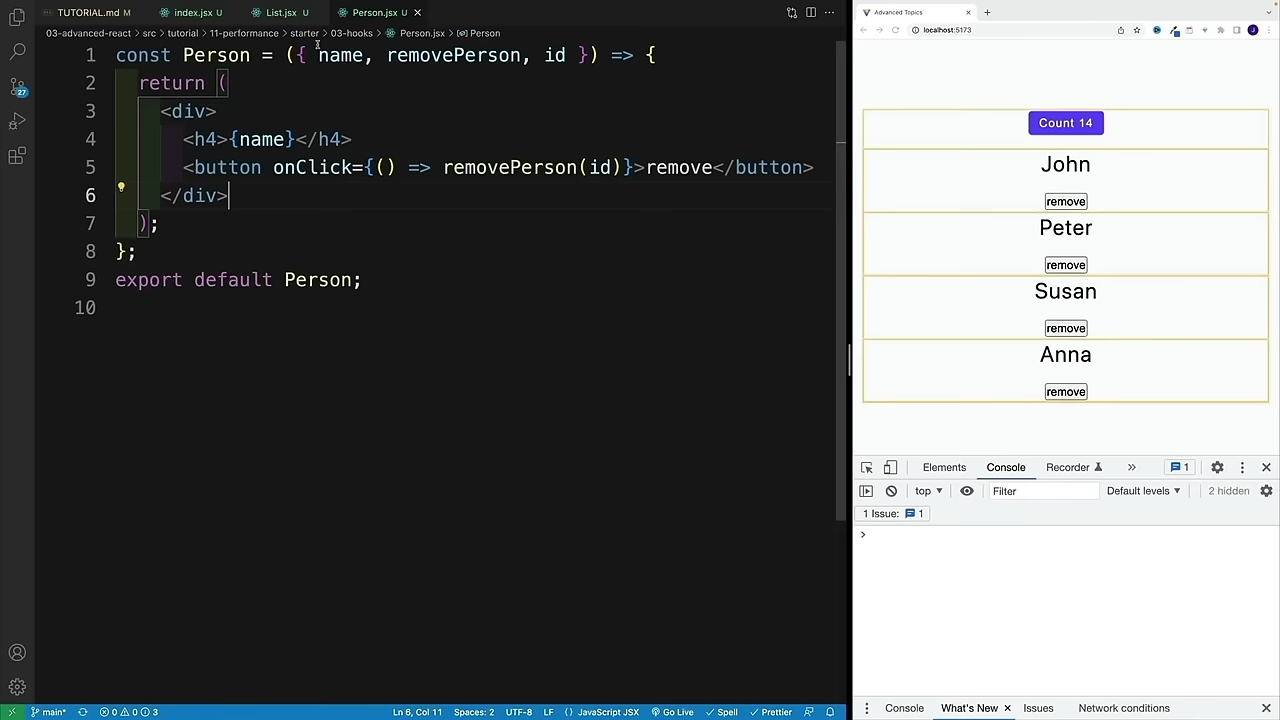 TUTORIAL.md M
index.jsx U
List.jsx U
Person.jsx U
03-advanced-react > src > tutorial > 11-performance > starter > 03-hooks > Person.jsx > Person
1 const Person = ({ name, removePerson, id }) => {
2 return (
3 <div>
4 <h4>{name}</h4>
5 <button onClick={() => removePerson(id)}>remove</button>
6 </div>
7 );
8 };
9 export default Person;
10
27
main*
0 0 3
Ln 6, Col 11
Spaces: 2
UTF-8
LF
{} JavaScript JSX
Go Live
Spell
Prettier
Advanced Topics
localhost:5173
J
Count 14
John
remove
Peter
remove
Susan
remove
Anna
remove
Elements
Console
Recorder
1
top
Filter
Default levels
2 hidden
1 Issue: 1
Console
What's New
Issues
Network conditions